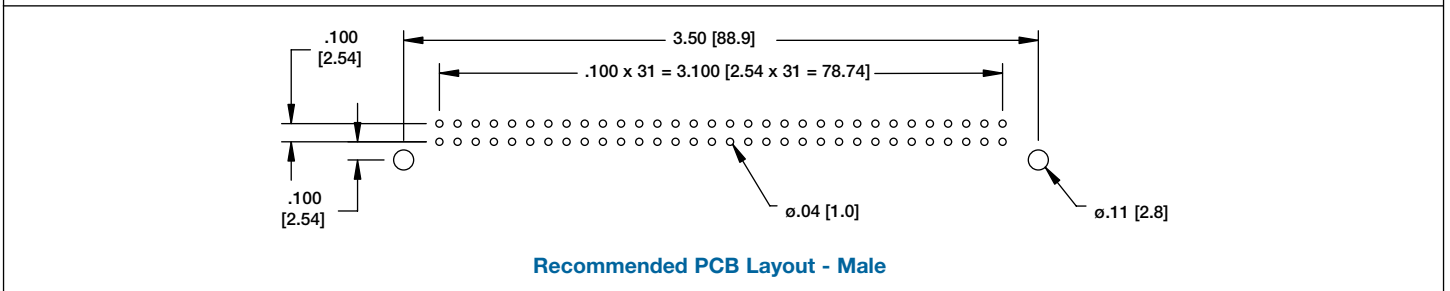 .100
[2.54]
3.50 [88.9]
.100 x 31 = 3.100 [2.54 x 31 = 78.74]
.100
[2.54]
ø.04 [1.0]
ø.11 [2.8]
Recommended PCB Layout - Male